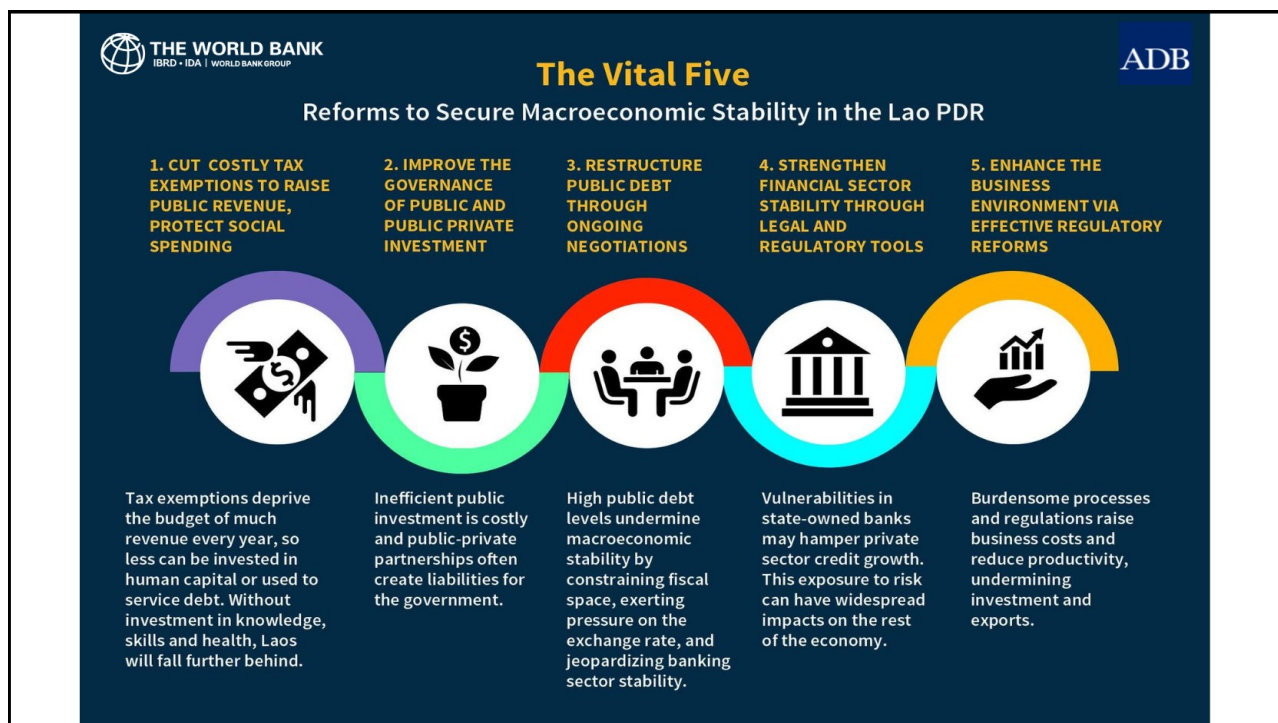 THE WORLD BANK
IBRD • IDA | WORLD BANK GROUP
ADB
The Vital Five
Reforms to Secure Macroeconomic Stability in the Lao PDR
1. CUT COSTLY TAX
EXEMPTIONS TO RAISE
PUBLIC REVENUE,
PROTECT SOCIAL
SPENDING
2. IMPROVE THE
GOVERNANCE
OF PUBLIC AND
PUBLIC PRIVATE
INVESTMENT
3. RESTRUCTURE
PUBLIC DEBT
THROUGH
ONGOING
NEGOTIATIONS
4. STRENGTHEN
FINANCIAL SECTOR
STABILITY THROUGH
LEGAL AND
REGULATORY TOOLS
5. ENHANCE THE
BUSINESS
ENVIRONMENT VIA
EFFECTIVE REGULATORY
REFORMS
$
$
Tax exemptions deprive
the budget of much
revenue every year, so
less can be invested in
human capital or used to
service debt. Without
investment in knowledge,
skills and health, Laos
will fall further behind.
Inefficient public
investment is costly
and public-private
partnerships often
create liabilities for
the government.
High public debt
levels undermine
macroeconomic
stability by
constraining fiscal
space, exerting
pressure on the
exchange rate, and
jeopardizing banking
sector stability.
Vulnerabilities in
state-owned banks
may hamper private
sector credit growth.
This exposure to risk
can have widespread
impacts on the rest
of the economy.
Burdensome processes
and regulations raise
business costs and
reduce productivity,
undermining
investment and
exports.